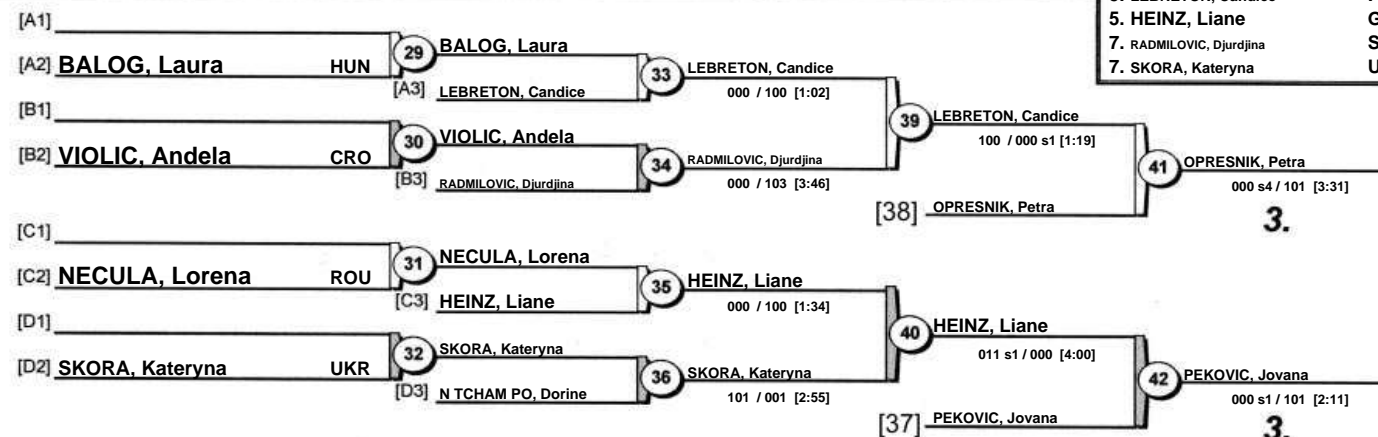 5. HEINZ, Liane G
7. RADMILOVIC, Djurdjina S
7. SKORA, Kateryna U
[A1]
[A2] BALOG, Laura HUN
29 BALOG, Laura
[A3] LEBRETON, Candice
33 LEBRETON, Candice
000 / 100 [1:02]
[B1]
[B2] VIOLIC, Andela CRO
30 VIOLIC, Andela
[B3] RADMILOVIC, Djurdjina
34 RADMILOVIC, Djurdjina
000 / 103 [3:46]
39 LEBRETON, Candice
100 / 000 s1 [1:19]
[38] OPRESNIK, Petra
41 OPRESNIK, Petra
000 s4 / 101 [3:31]
3.
[C1]
[C2] NECULA, Lorena ROU
31 NECULA, Lorena
[C3] HEINZ, Liane
35 HEINZ, Liane
000 / 100 [1:34]
[D1]
[D2] SKORA, Kateryna UKR
32 SKORA, Kateryna
[D3] N TCHAM PO, Dorine
36 SKORA, Kateryna
101 / 001 [2:55]
40 HEINZ, Liane
011 s1 / 000 [4:00]
[37] PEKOVIC, Jovana
42 PEKOVIC, Jovana
000 s1 / 101 [2:11]
3.